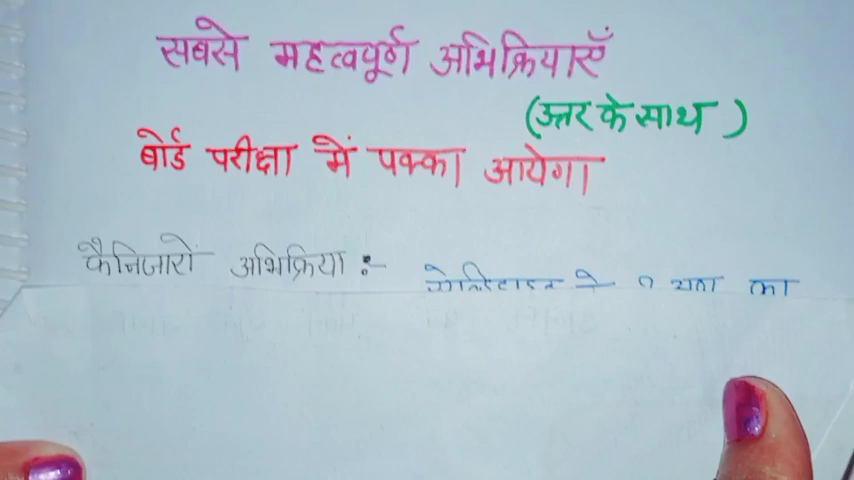 सबसे महत्वपूर्ण अभिक्रियाएँ
(उत्तर के साथ)
बोर्ड परीक्षा में पक्का आयेगा
कैनिजारो अभिक्रिया :-